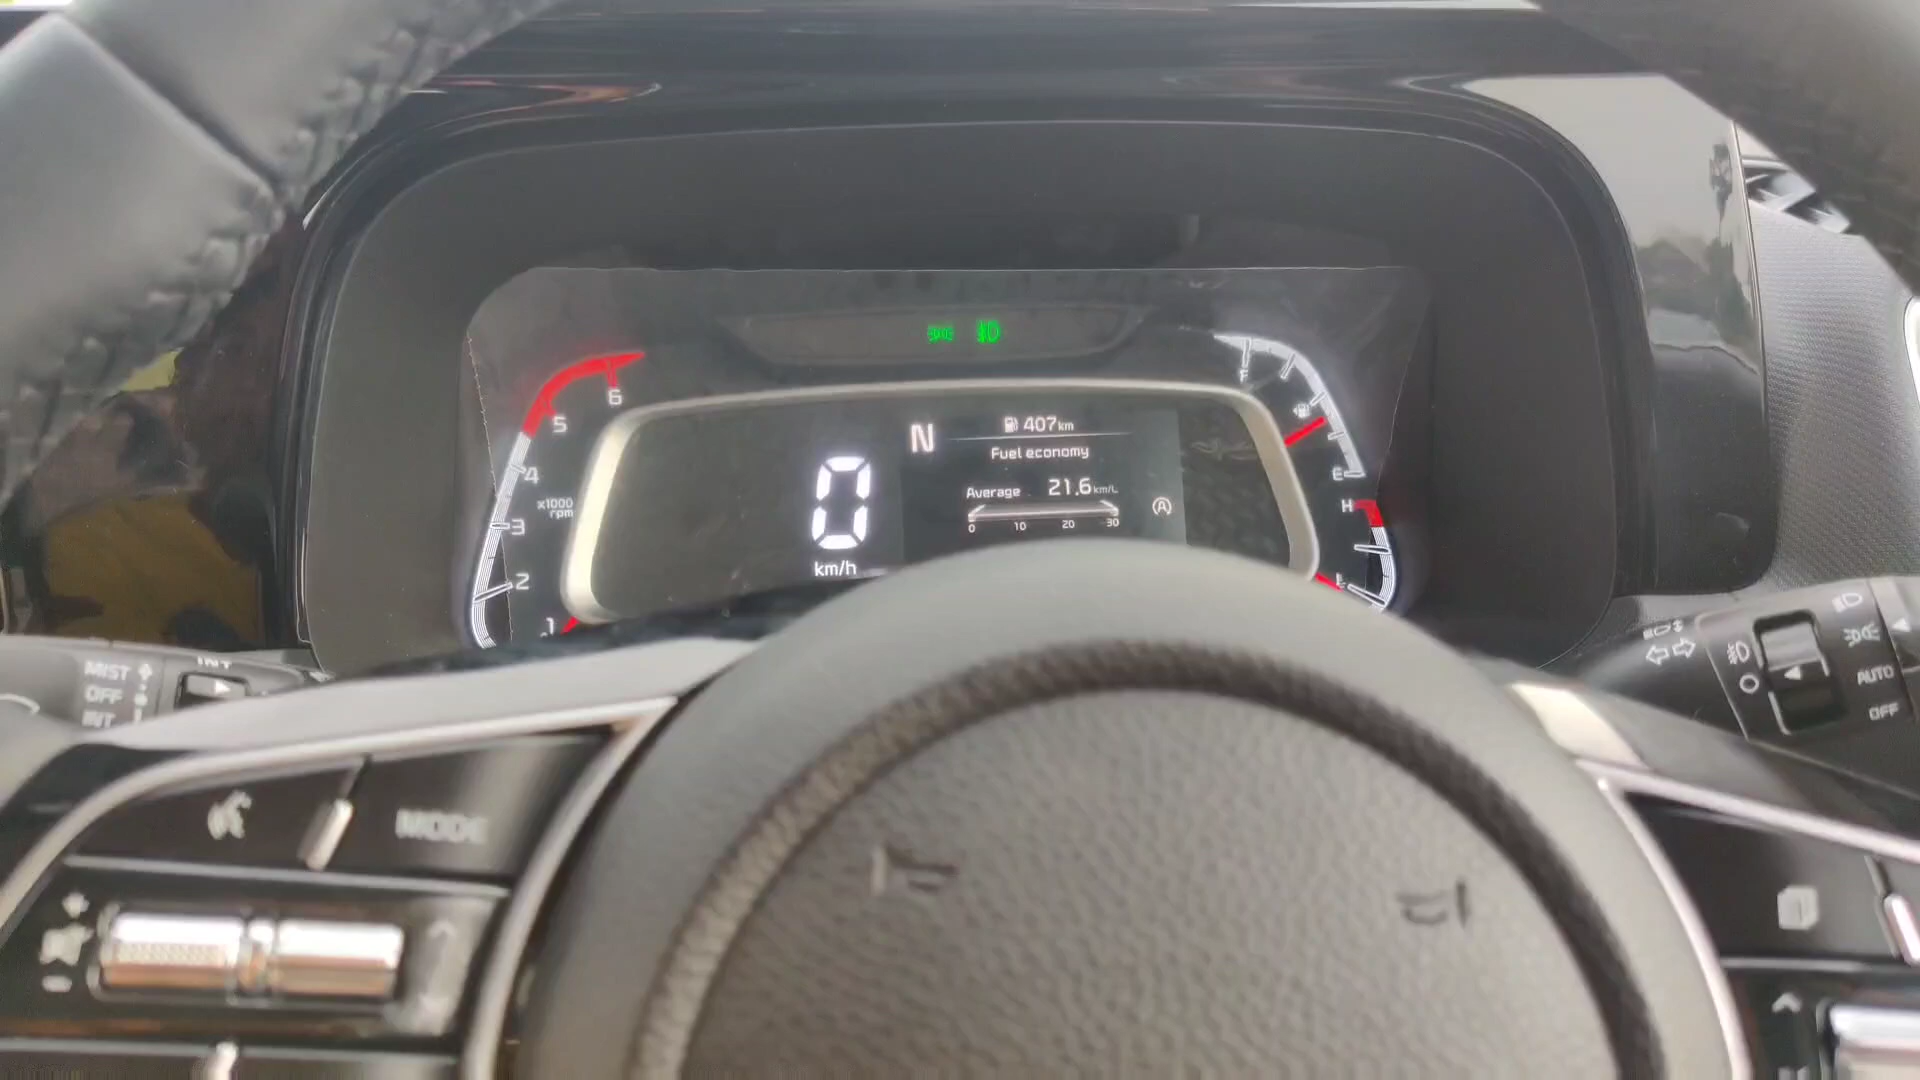 6
5
4
x1000
rpm
3
2
1
0
km/h
N
407km
Fuel economy
Average 21.6km/L
0 10 20 30
A
F
E
H
MIST
OFF
INT
INT
AUTO
OFF
MODE